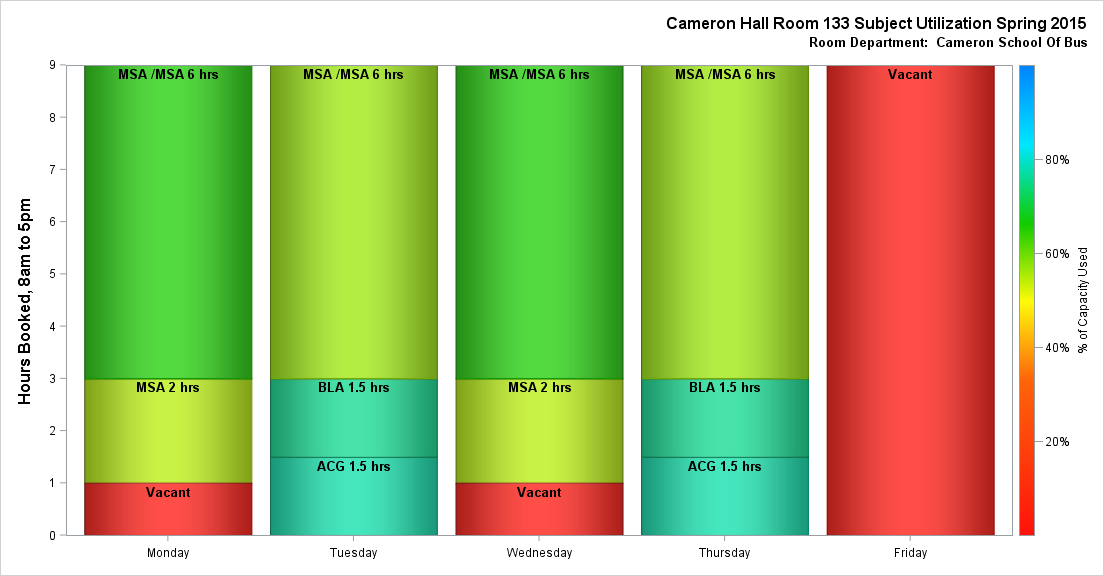 Cameron Hall Room 133 Subject Utilization Spring 2015
Room Department:  Cameron School Of Bus
Hours Booked, 8am to 5pm
9
8
7
6
5
4
3
2
1
0
MSA /MSA 6 hrs
MSA 2 hrs
Vacant
MSA /MSA 6 hrs
BLA 1.5 hrs
ACG 1.5 hrs
MSA /MSA 6 hrs
MSA 2 hrs
Vacant
MSA /MSA 6 hrs
BLA 1.5 hrs
ACG 1.5 hrs
Vacant
Monday
Tuesday
Wednesday
Thursday
Friday
80%
60%
40%
20%
% of Capacity Used